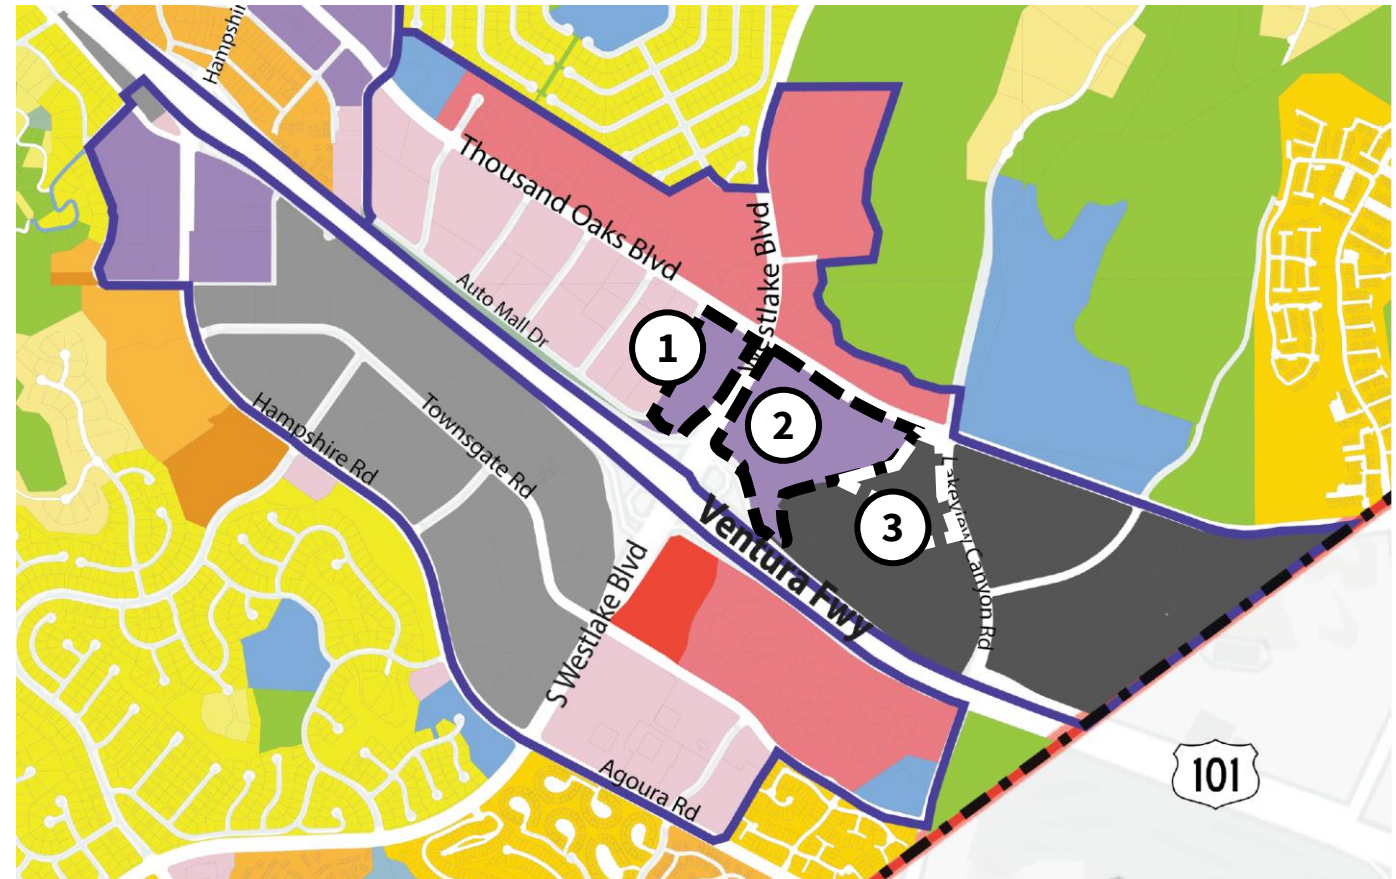 Hampshir
Thousand Oaks Blvd
Westlake Blvd
Auto Mall Dr
1
2
3
Hampshire Rd
Townsgate Rd
Lakeview Canyon Rd
Ventura Fwy
S Westlake Blvd
Agoura Rd
101